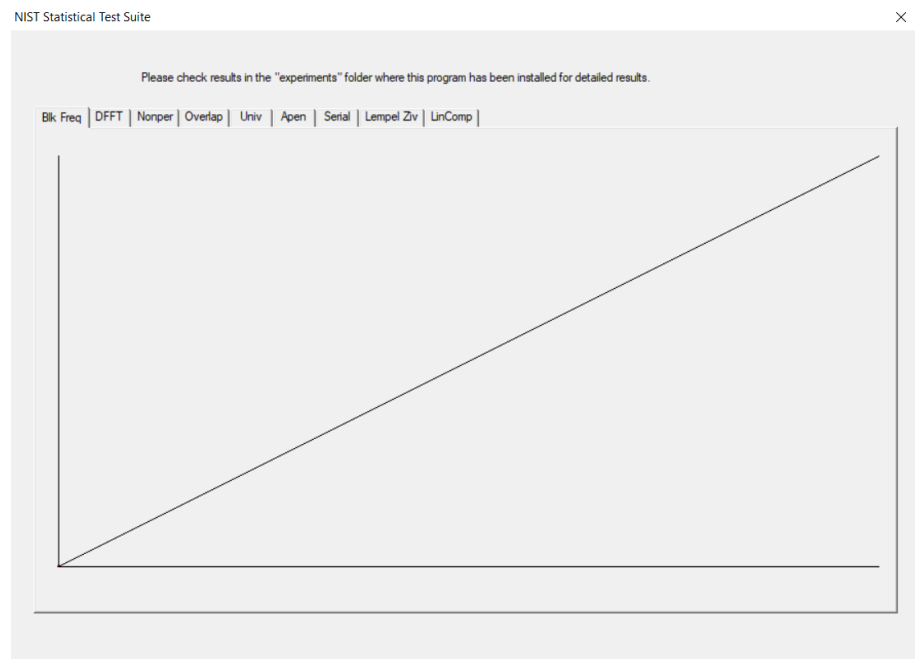 NIST Statistical Test Suite
Please check results in the "experiments" folder where this program has been installed for detailed results.
Blk Freq DFFT Nonper Overlap Univ Apen Serial Lempel Ziv LinComp